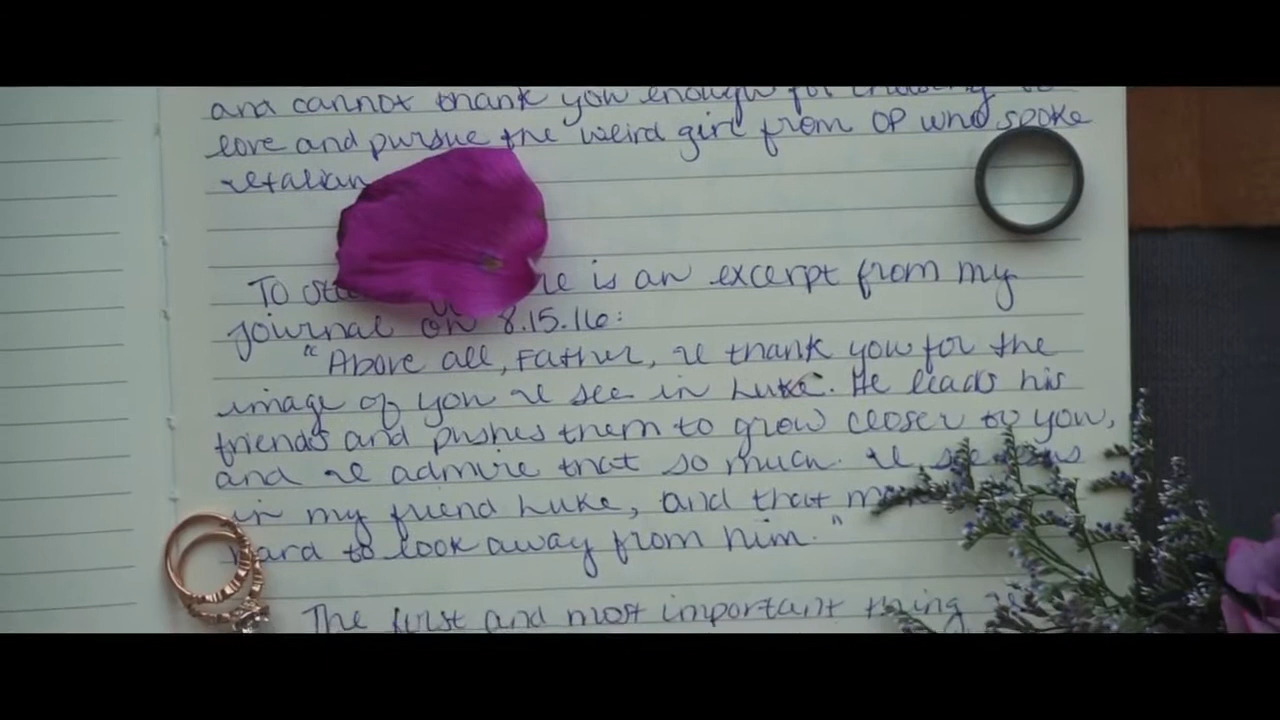 and cannot thank you enough for choosing to
love and pursue the weird girl from OP who spoke
Italian
To is an excerpt from my
journal on 8.15.16:
"Above all, Father, I thank you for the
image of you I see in Luke. He leads his
friends and pushes them to grow closer to you,
and I admire that so much. I see
in my friend Luke, and that
hard to look away from him."
The first and most important thing